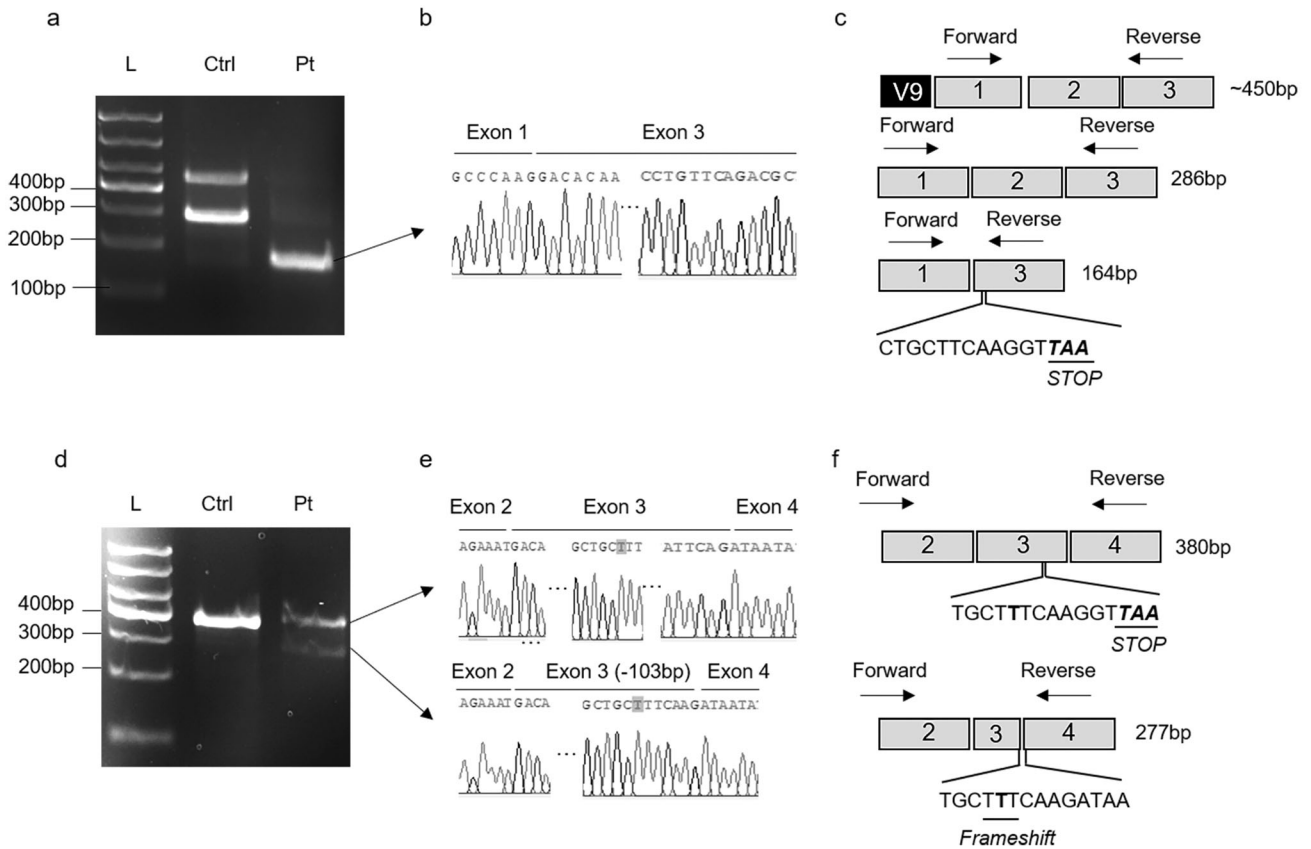 a
L Ctrl Pt
400bp
300bp
200bp
100bp
b
Exon 1 Exon 3
GCCCAAGGACACAA CCTGTTCAGACGC
...
c
Forward Reverse
V9 1 2 3 ~450bp
Forward Reverse
1 2 3 286bp
Forward Reverse
1 3 164bp
CTGCTTCAAGGTTAA
STOP
d
L Ctrl Pt
400bp
300bp
200bp
e
Exon 2 Exon 3 Exon 4
AGAAATGACA GCTGCTTT ATTCAGATAATA
... ...
...
Exon 2 Exon 3 (-103bp) Exon 4
AGAAATGACA GCTGCTTTCAAGATAATA
...
f
Forward Reverse
2 3 4 380bp
TGCTTTCAAGGTTAA
STOP
Forward Reverse
2 3 4 277bp
TGCTTTCAAGATAA
Frameshift